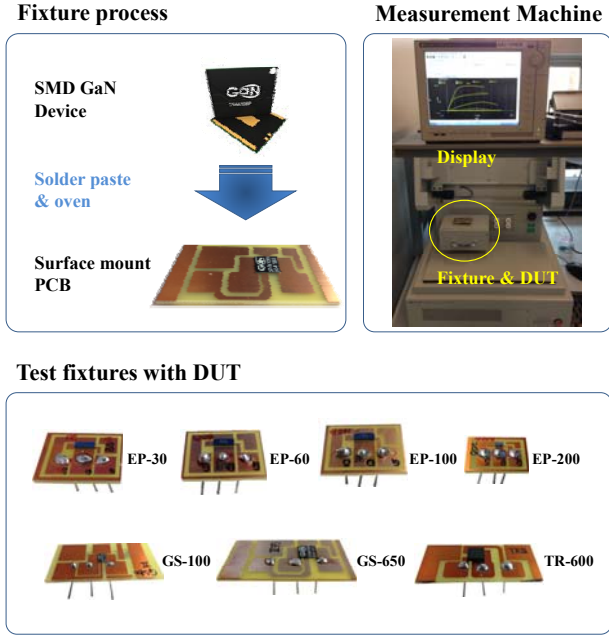 Fixture process
Measurement Machine
SMD GaN
Device
GaN
Solder paste
& oven
Surface mount
PCB
Display
Fixture & DUT
Test fixtures with DUT
EP-30
EP-60
EP-100
EP-200
GS-100
GS-650
TR-600